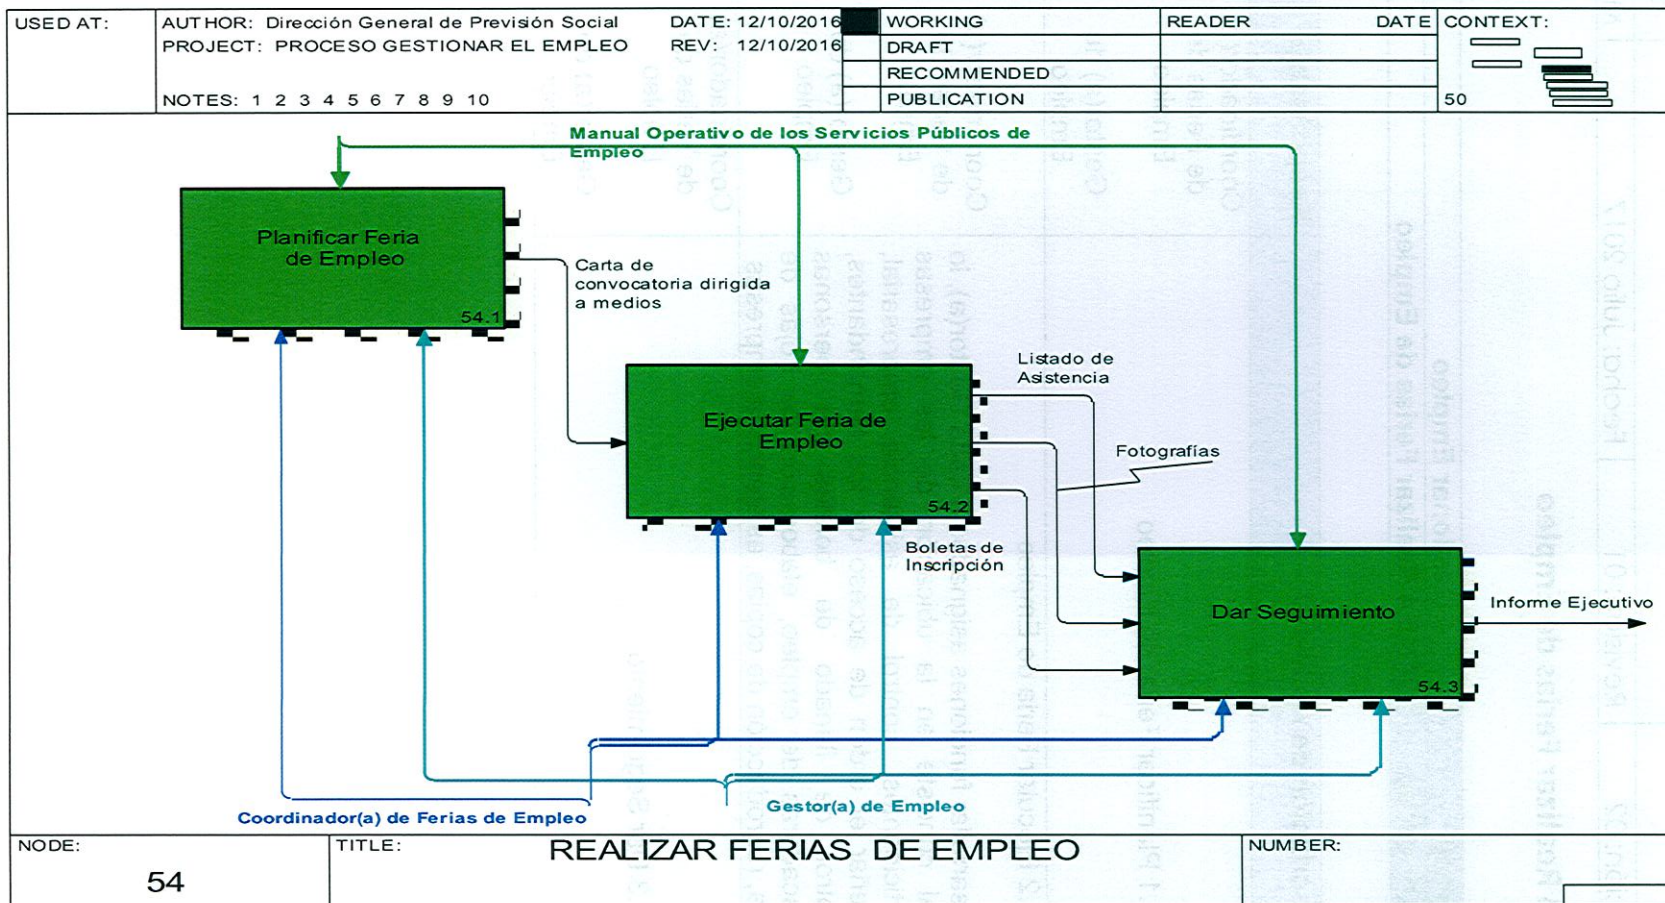 USED AT:
AUTHOR: Dirección General de Previsión Social
DATE: 12/10/2016
PROJECT: PROCESO GESTIONAR EL EMPLEO
REV: 12/10/2016
NOTES: 1 2 3 4 5 6 7 8 9 10
WORKING
DRAFT
RECOMMENDED
PUBLICATION
READER DATE
CONTEXT:
50
Manual Operativo de los Servicios Públicos de
Empleo
Planificar Feria
de Empleo
54.1
Carta de
convocatoria dirigida
a medios
Ejecutar Feria de
Empleo
54.2
Listado de
Asistencia
Fotografías
Boletas de
Inscripción
Dar Seguimiento
54.3
Informe Ejecutivo
Gestor(a) de Empleo
Coordinador(a) de Ferias de Empleo
NODE:
54
TITLE:
REALIZAR FERIAS DE EMPLEO
NUMBER: